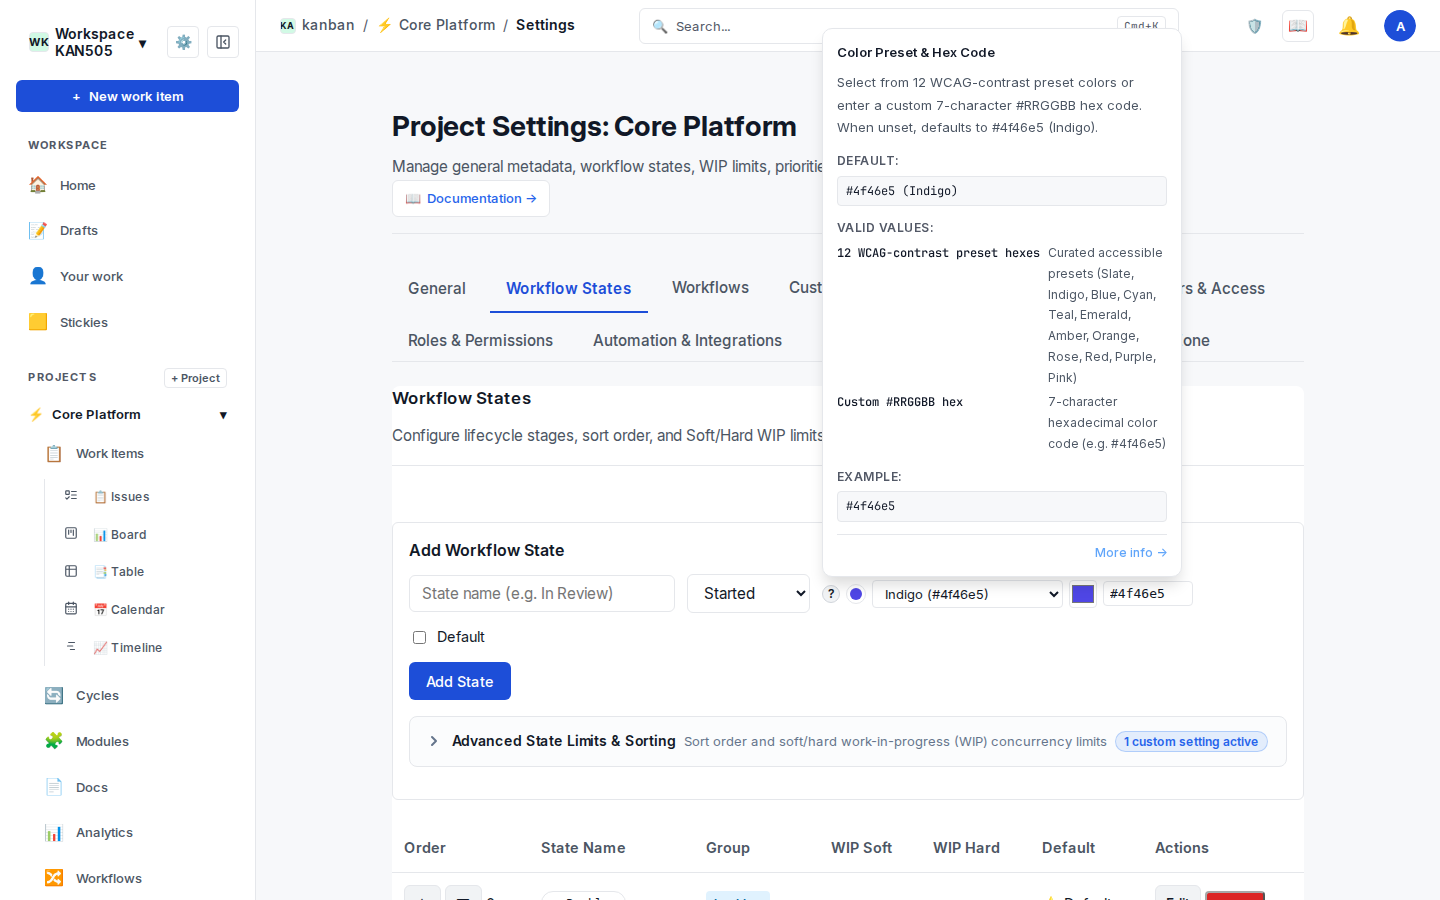 WK Workspace KAN505 ▾
+ New work item
WORKSPACE
Home
Drafts
Your work
Stickies
PROJECTS
+ Project
Core Platform ▾
Work Items
Issues
Board
Table
Calendar
Timeline
Cycles
Modules
Docs
Analytics
Workflows
KA kanban / Core Platform / Settings
Search...
Cmd+K
A
Project Settings: Core Platform
Manage general metadata, workflow states, WIP limits,
Documentation →
General
Workflow States
Workflows
& Access
Roles & Permissions
Automation & Integrations
Workflow States
Configure lifecycle stages, sort order, and Soft/Hard WIP limits
Color Preset & Hex Code
Select from 12 WCAG-contrast preset colors or
enter a custom 7-character #RRGGBB hex code.
When unset, defaults to #4f46e5 (Indigo).
DEFAULT:
#4f46e5 (Indigo)
VALID VALUES:
12 WCAG-contrast preset hexes
Curated accessible
presets (Slate,
Indigo, Blue, Cyan,
Teal, Emerald,
Amber, Orange,
Rose, Red, Purple,
Pink)
Custom #RRGGBB hex
7-character
hexadecimal color
code (e.g. #4f46e5)
EXAMPLE:
#4f46e5
More info →
Add Workflow State
State name (e.g. In Review)
Started
?
Indigo (#4f46e5)
#4f46e5
Default
Add State
Advanced State Limits & Sorting Sort order and soft/hard work-in-progress (WIP) concurrency limits 1 custom setting active
Order
State Name
Group
WIP Soft
WIP Hard
Default
Actions